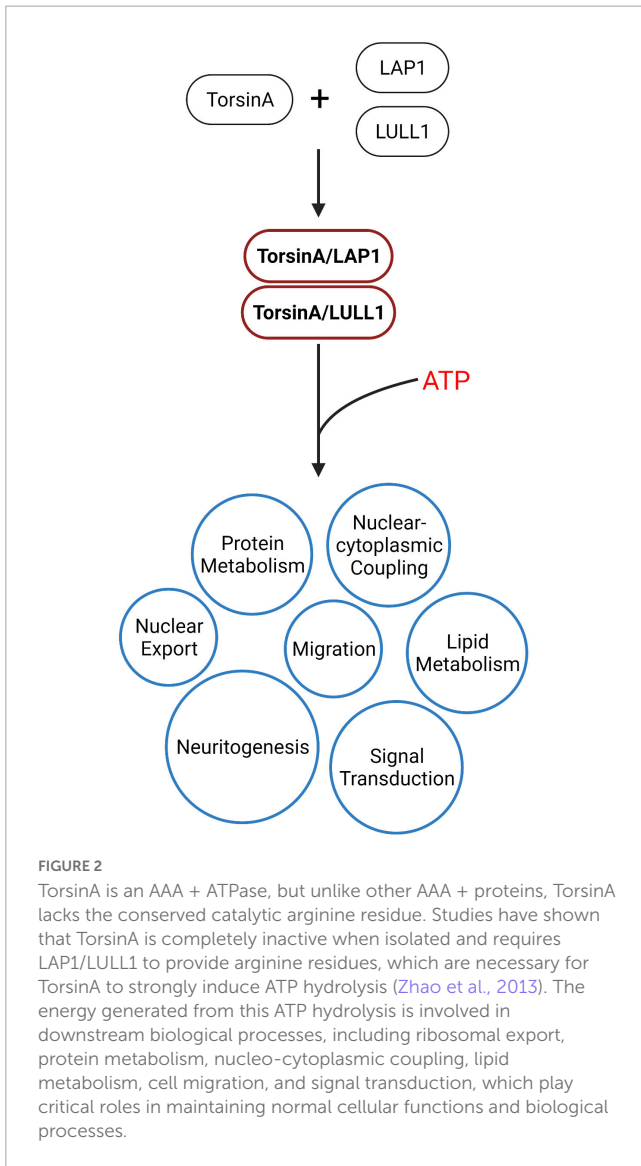 TorsinA
+
LAP1
LULL1
TorsinA/LAP1
TorsinA/LULL1
ATP
Protein
Metabolism
Nuclear-
cytoplasmic
Coupling
Nuclear
Export
Migration
Lipid
Metabolism
Neuritogenesis
Signal
Transduction
FIGURE 2
TorsinA is an AAA + ATPase, but unlike other AAA + proteins, TorsinA
lacks the conserved catalytic arginine residue. Studies have shown
that TorsinA is completely inactive when isolated and requires
LAP1/LULL1 to provide arginine residues, which are necessary for
TorsinA to strongly induce ATP hydrolysis (Zhao et al., 2013). The
energy generated from this ATP hydrolysis is involved in
downstream biological processes, including ribosomal export,
protein metabolism, nucleo-cytoplasmic coupling, lipid
metabolism, cell migration, and signal transduction, which play
critical roles in maintaining normal cellular functions and biological
processes.